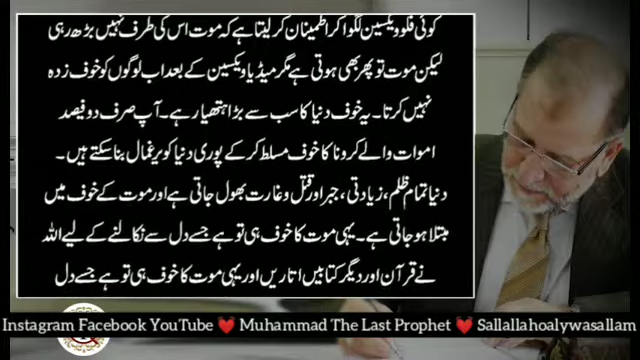 کوئی فلو ویکسین لگوا کر اطمینان کر لیتا ہے کہ موت اس کی طرف نہیں بڑھ رہی
لیکن موت تو پھر بھی ہوتی ہے مگر میڈیا ویکسین کے بعد اب لوگوں کو خوف زدہ
نہیں کرتا۔ یہ خوف دنیا کا سب سے بڑا ہتھیار ہے۔ آپ صرف دو فیصد
اموات والے کرونا کا خوف مسلط کر کے پوری دنیا کو یرغمال بنا سکتے ہیں۔
دنیا تمام ظلم، زیادتی، جبر اور قتل و غارت بھول جاتی ہے اور موت کے خوف میں
مبتلا ہو جاتی ہے۔ یہی موت کا خوف ہی تو ہے جسے دل سے نکالنے کے لیے اللہ
نے قرآن اور دیگر کتابیں اتاریں اور یہی موت کا خوف ہی تو ہے جسے دل
Instagram Facebook YouTube ❤️ Muhammad The Last Prophet ❤️ Sallallahoalywasallam